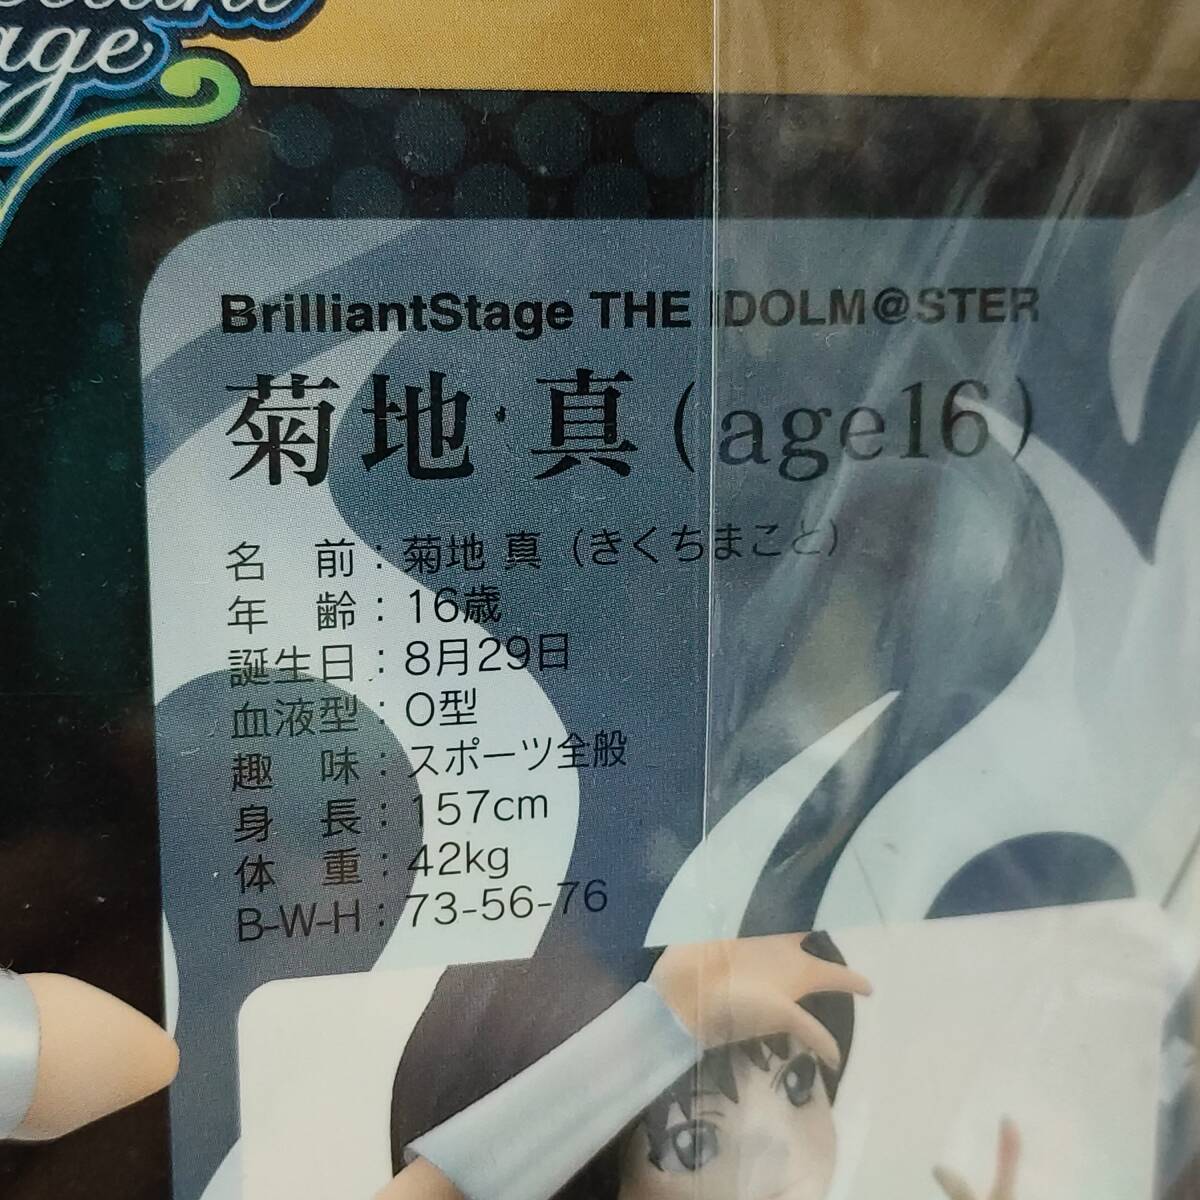 age
BrilliantStage THE IDOLM@STER
菊地・真(age16)
名 前：菊地 真（きくちまこと）
年 齢：16歳
誕生日：8月29日
血液型：O型
趣 味：スポーツ全般
身 長：157cm
体 重：42kg
B-W-H：73-56-76